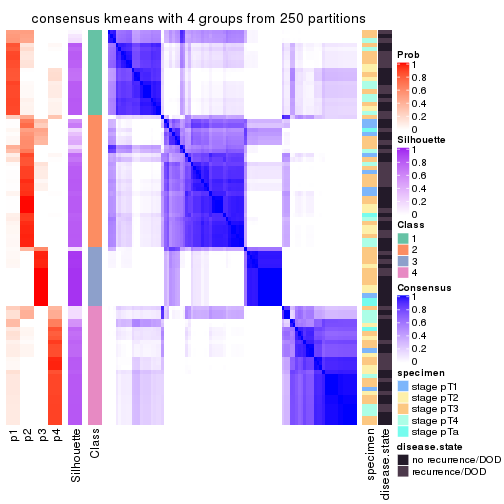 consensus kmeans with 4 groups from 250 partitions
Prob
1
0.8
0.6
0.4
0.2
0
Silhouette
1
0.8
0.6
0.4
0.2
0
Class
1
2
3
4
Consensus
1
0.8
0.6
0.4
0.2
0
specimen
stage pT1
stage pT2
stage pT3
stage pT4
stage pTa
disease.state
no recurrence/DOD
recurrence/DOD
p1
p2
p3
p4
Silhouette
Class
specimen
disease.state